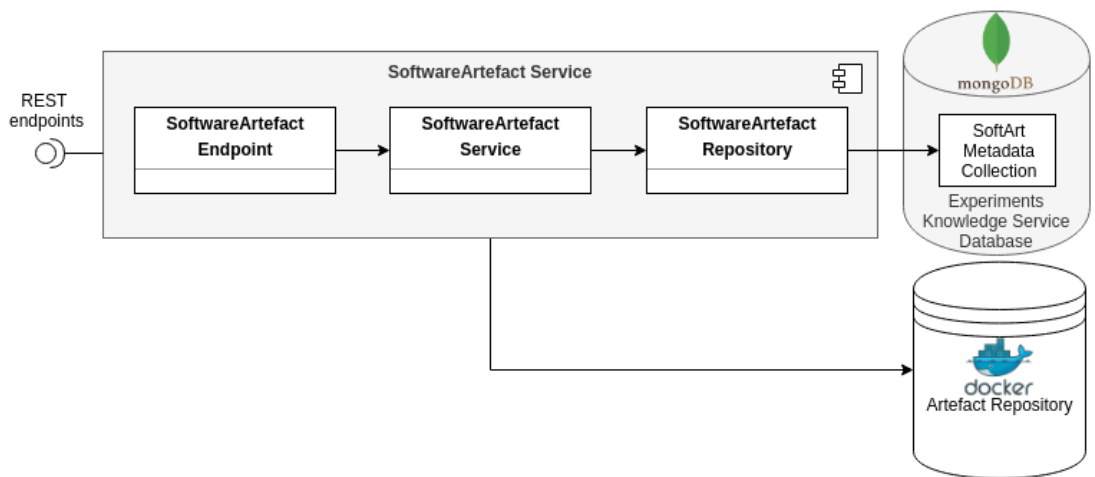 SoftwareArtefact Service
REST
endpoints
SoftwareArtefact
Endpoint
SoftwareArtefact
Service
SoftwareArtefact
Repository
mongoDB
SoftArt
Metadata
Collection
Experiments
Knowledge Service
Database
docker
Artefact Repository